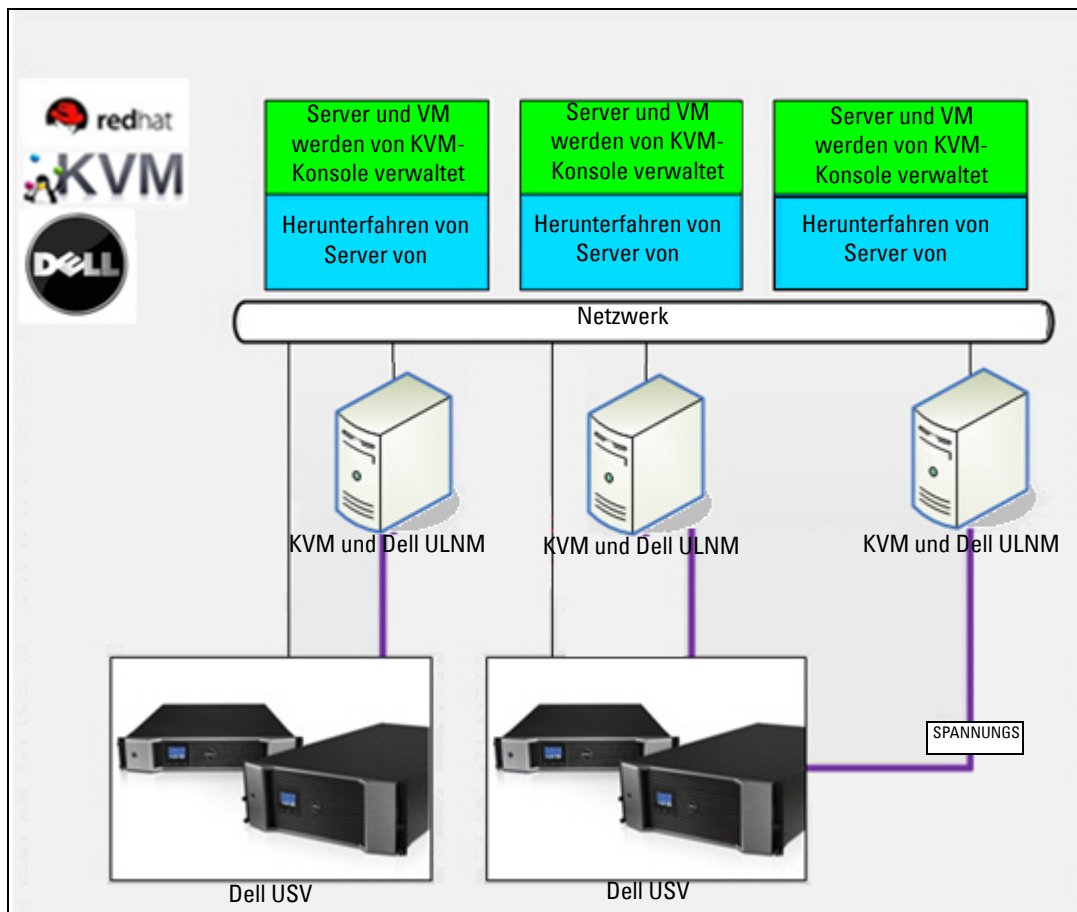 redhat
KVM
DELL
Server und VM
werden von KVM-
Konsole verwaltet
Herunterfahren von
Server von
Server und VM
werden von KVM-
Konsole verwaltet
Herunterfahren von
Server von
Server und VM
werden von KVM-
Konsole verwaltet
Herunterfahren von
Server von
Netzwerk
KVM und Dell ULNM
KVM und Dell ULNM
KVM und Dell ULNM
SPANNUNGS
Dell USV
Dell USV